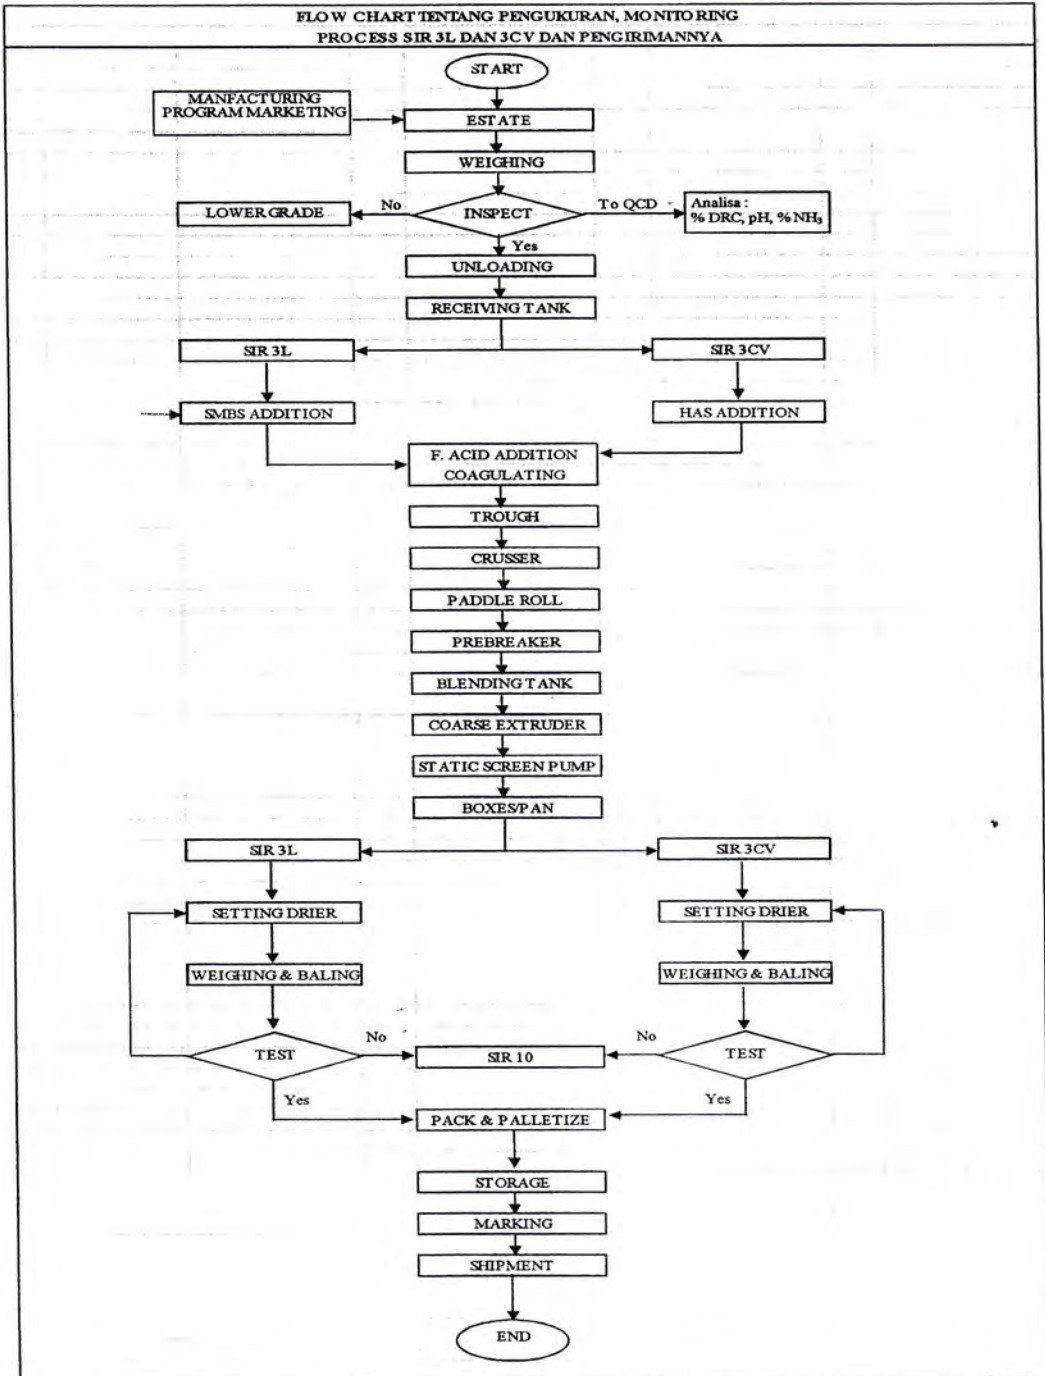 FLOW CHART TENTANG PENGUKURAN, MONITORING
PROCESS SIR 3L DAN 3CV DAN PENGIRIMANNYA
START
MANFACTURING
PROGRAM MARKETING
ESTATE
WEIGHING
LOWER GRADE
No
INSPECT
To QCD
Analisa :
% DRC, pH, % NH₃
Yes
UNLOADING
RECEIVING TANK
SIR 3L
SIR 3CV
SMBS ADDITION
HAS ADDITION
F. ACID ADDITION
COAGULATING
TROUGH
CRUSSER
PADDLE ROLL
PREBREAKER
BLENDING TANK
COARSE EXTRUDER
STATIC SCREEN PUMP
BOXES/PAN
SIR 3L
SIR 3CV
SETTING DRIER
SETTING DRIER
WEIGHING & BALING
WEIGHING & BALING
TEST
No
SIR 10
No
TEST
Yes
Yes
PACK & PALLETIZE
STORAGE
MARKING
SHIPMENT
END